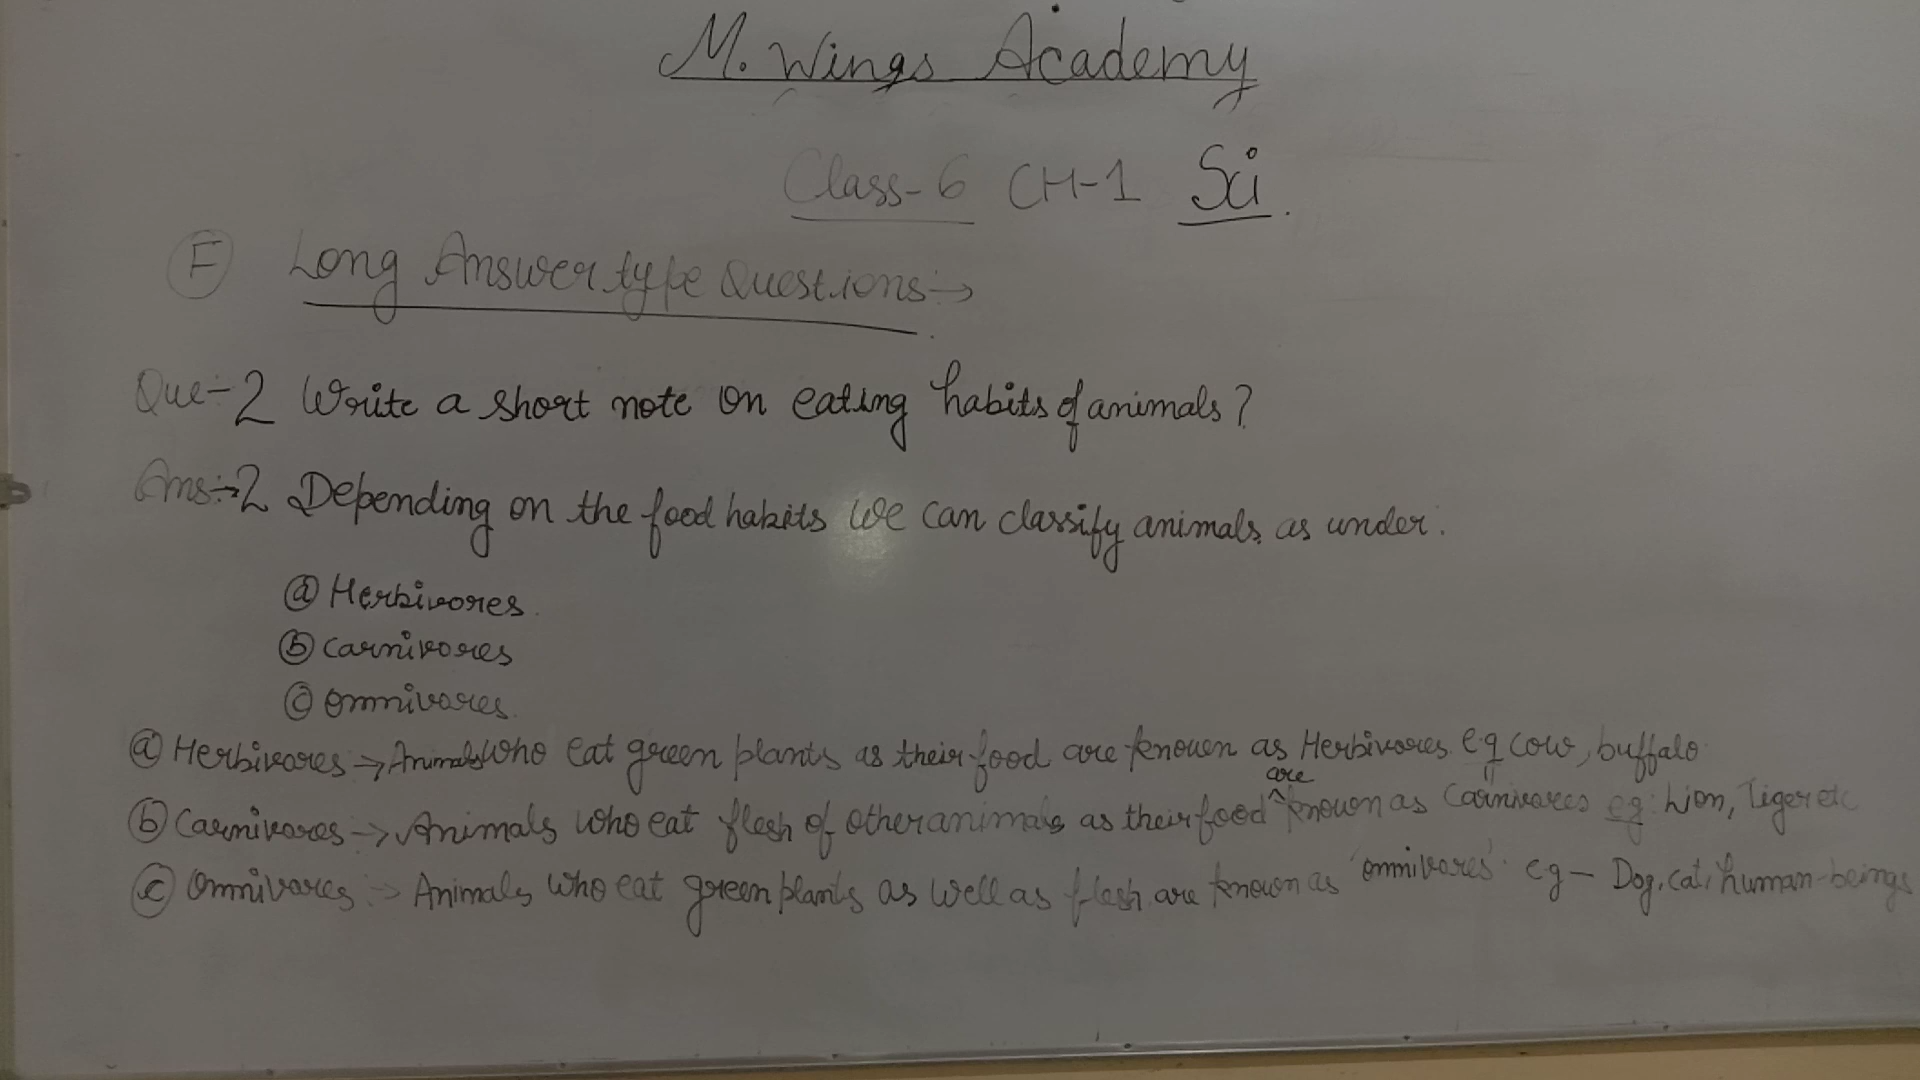 M. Wings Academy
Class-6 CH-1 Sci.
(F) Long Answer type Questions:→
Que:-2 Write a short note on eating habits of animals?
Ans:-2 Depending on the food habits we can classify animals as under.
(a) Herbivores.
(b) Carnivores
(c) Omnivores.
(a) Herbivores → Animals who eat green plants as their food are known as Herbivores. eg cow, buffalo
(b) Carnivores → Animals who eat flesh of other animals as their food ^are known as Carnivores eg: Lion, Tiger etc
(c) Omnivores :→ Animals who eat green plants as well as flesh are known as 'omnivores'. eg - Dog, cat, human-beings